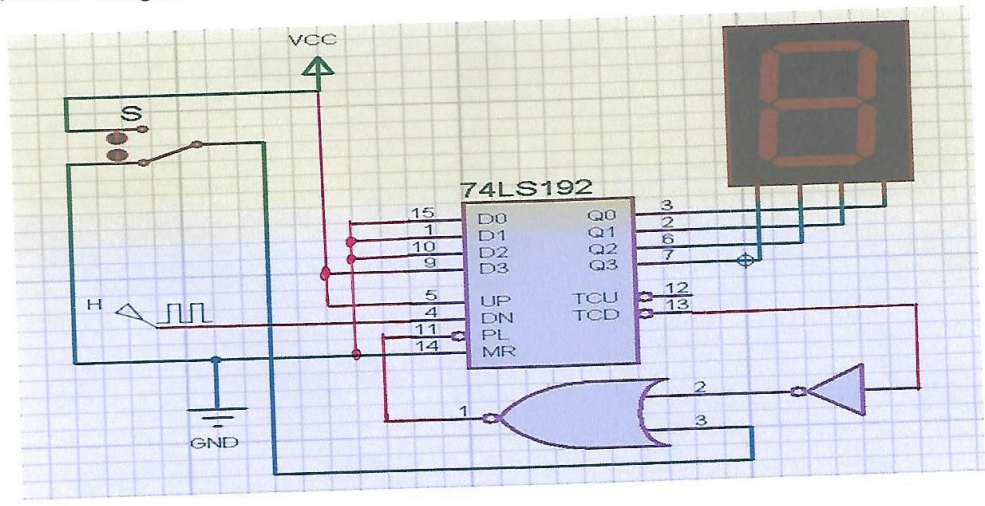 VCC
S
74LS192
15 D0 Q0 3
1 D1 Q1 2
10 D2 Q2 6
9 D3 Q3 7
5 UP TCU 12
4 DN TCD 13
11 PL
14 MR
H
2
1
3
GND